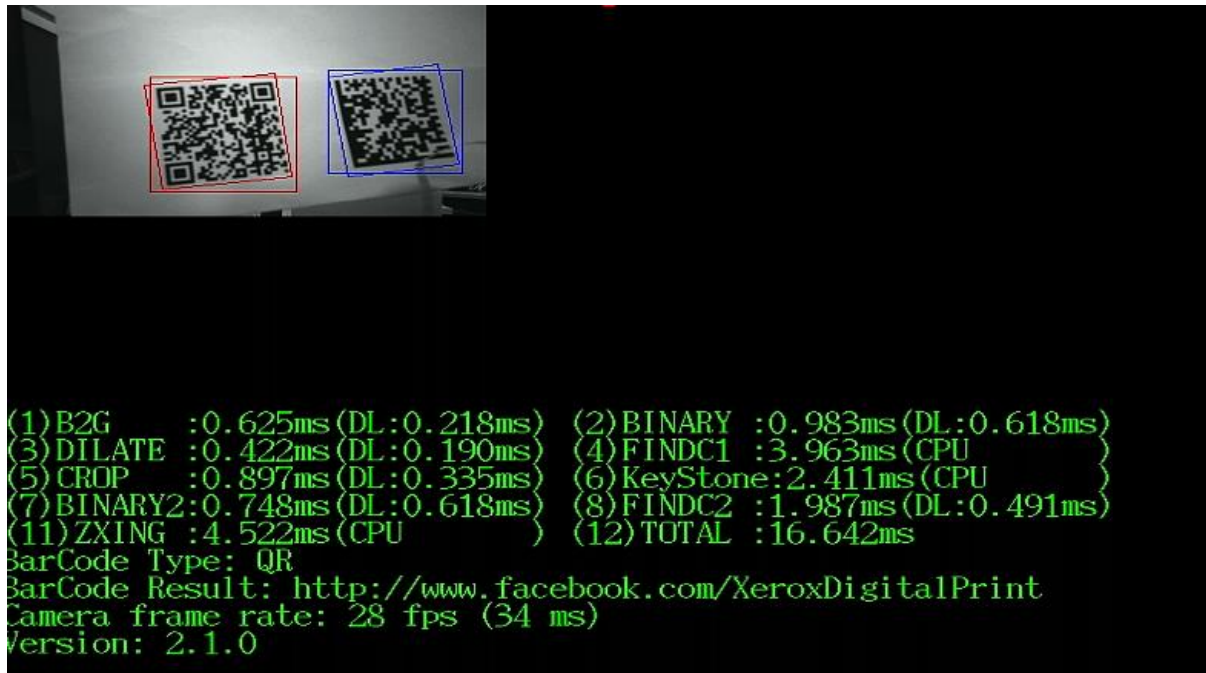 (1)B2G :0.625ms(DL:0.218ms) (2)BINARY :0.983ms(DL:0.618ms)
(3)DILATE :0.422ms(DL:0.190ms) (4)FINDC1 :3.963ms(CPU )
(5)CROP :0.897ms(DL:0.335ms) (6)KeyStone:2.411ms(CPU )
(7)BINARY2:0.748ms(DL:0.618ms) (8)FINDC2 :1.987ms(DL:0.491ms)
(11)ZXING :4.522ms(CPU ) (12)TOTAL :16.642ms
BarCode Type: QR
BarCode Result: http://www.facebook.com/XeroxDigitalPrint
Camera frame rate: 28 fps (34 ms)
Version: 2.1.0